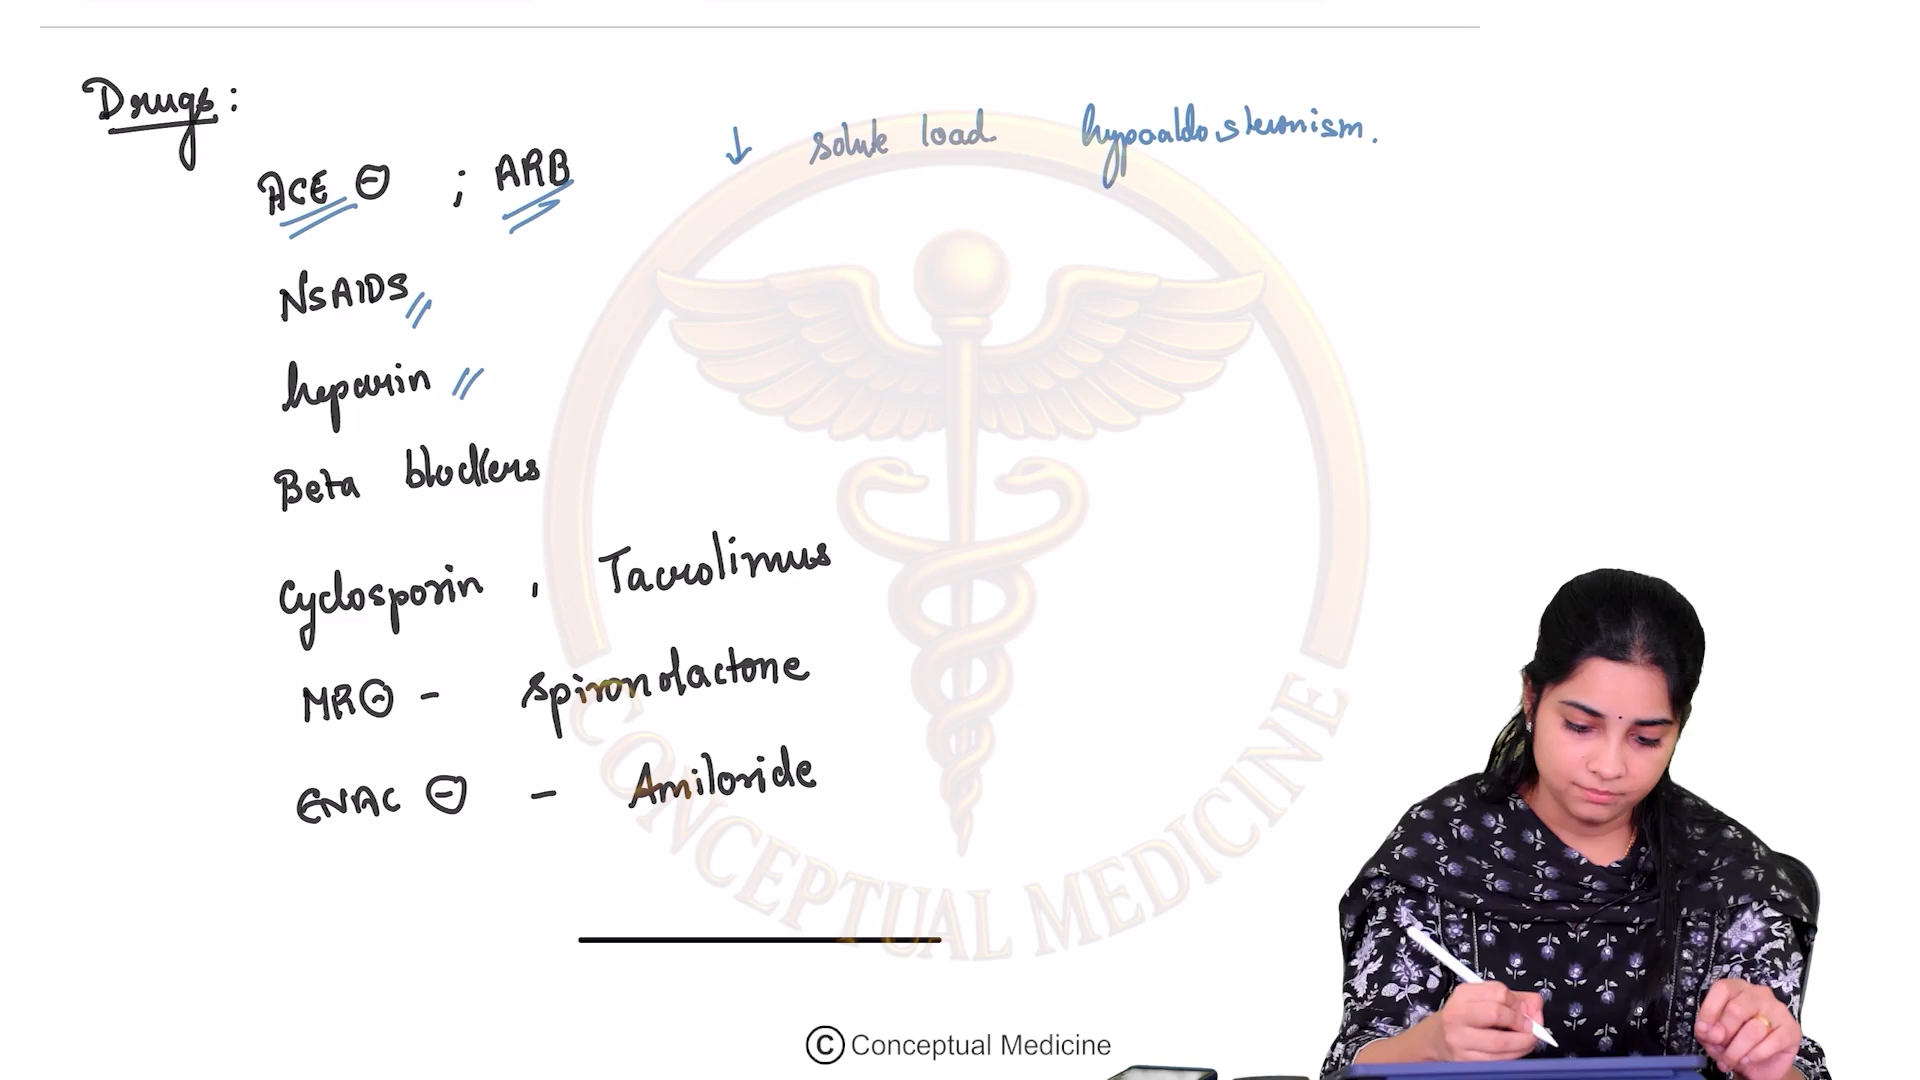 Drugs:
↓ solute load hypoaldosteronism.
ACE ⊖ ; ARB
NSAIDS
heparin
Beta blockers
Cyclosporin , Tacrolimus
MR⊖ - Spironolactone
ENAC ⊖ - Amiloride
CONCEPTUAL MEDICINE
© Conceptual Medicine